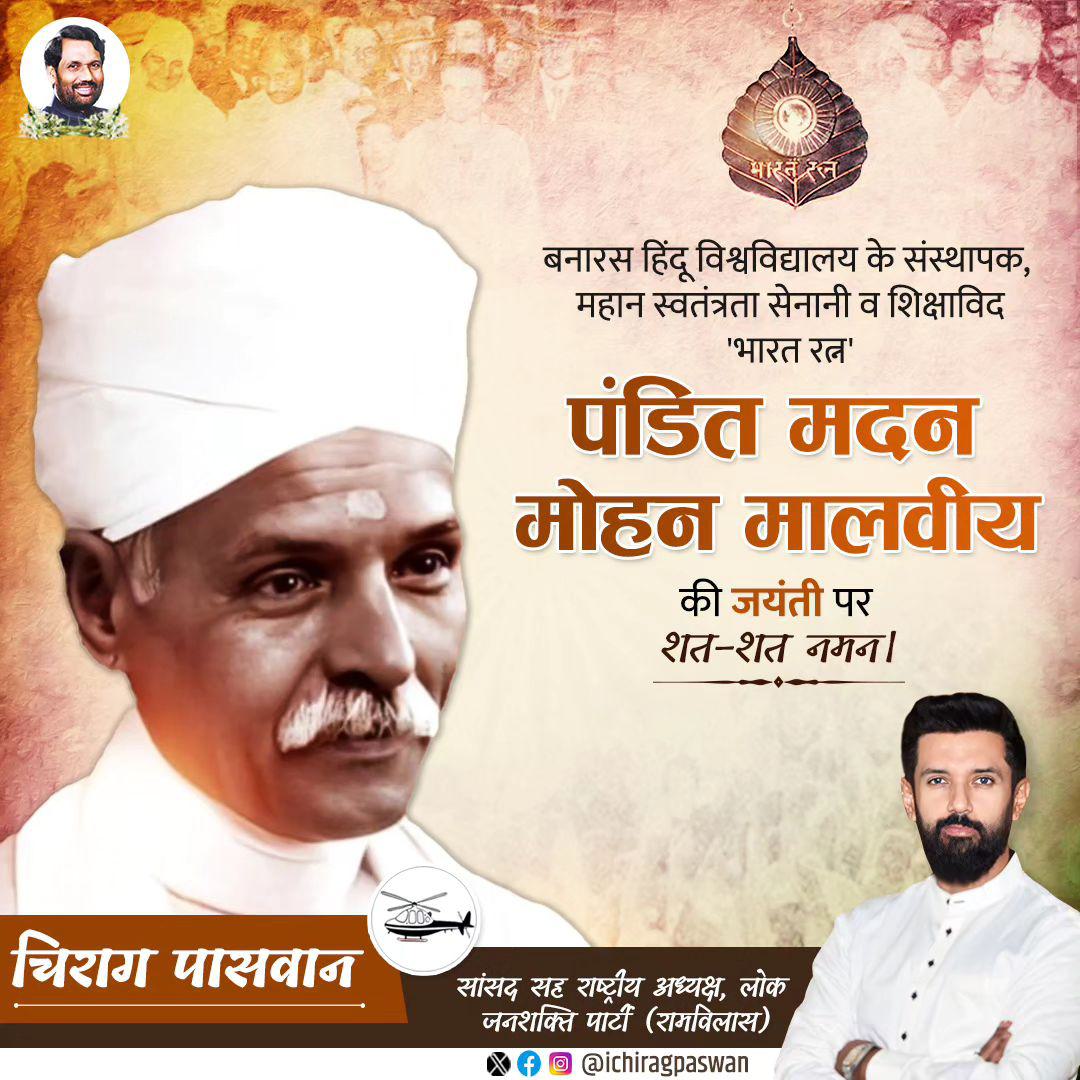 भारत रत्न
बनारस हिंदू विश्वविद्यालय के संस्थापक,
महान स्वतंत्रता सेनानी व शिक्षाविद
'भारत रत्न'
पंडित मदन
मोहन मालवीय
की जयंती पर
शत-शत नमन।
चिराग पासवान
सांसद सह राष्ट्रीय अध्यक्ष, लोक
जनशक्ति पार्टी (रामविलास)
@ichiragpaswan